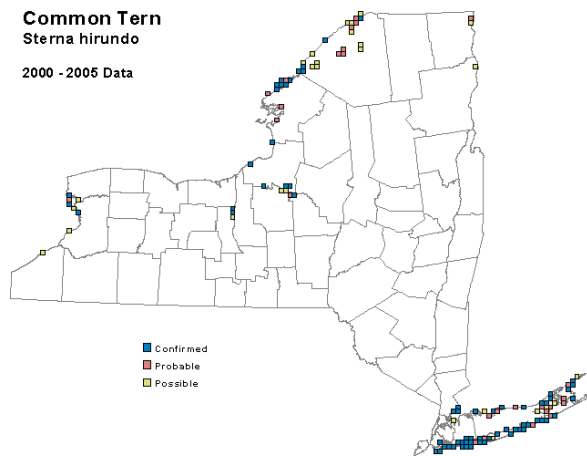 Common Tern
Sterna hirundo
2000 - 2005 Data
Confirmed
Probable
Possible